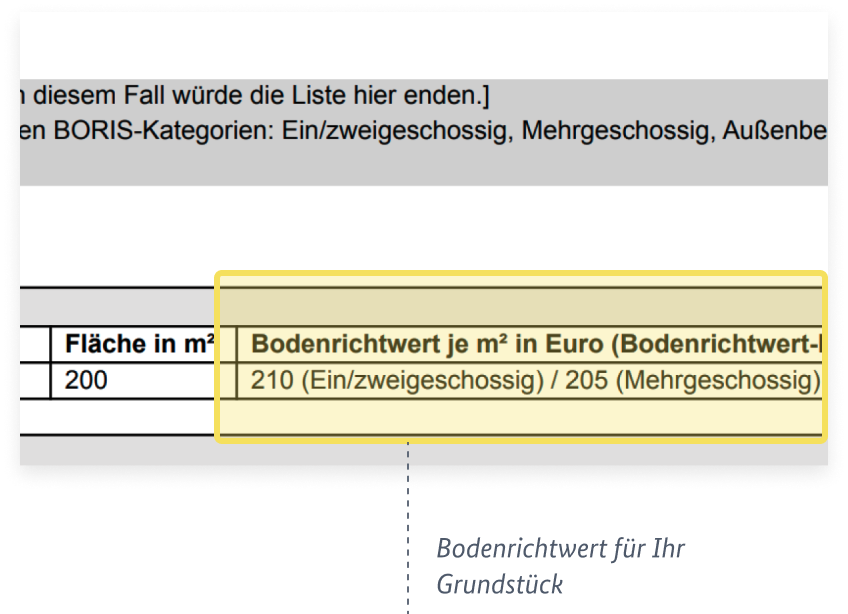 diesem Fall würde die Liste hier enden.]
en BORIS-Kategorien: Ein/zweigeschossig, Mehrgeschossig, Außenbe
Fläche in m² Bodenrichtwert je m² in Euro (Bodenrichtwert-
200 210 (Ein/zweigeschossig) / 205 (Mehrgeschossig)
Bodenrichtwert für Ihr
Grundstück